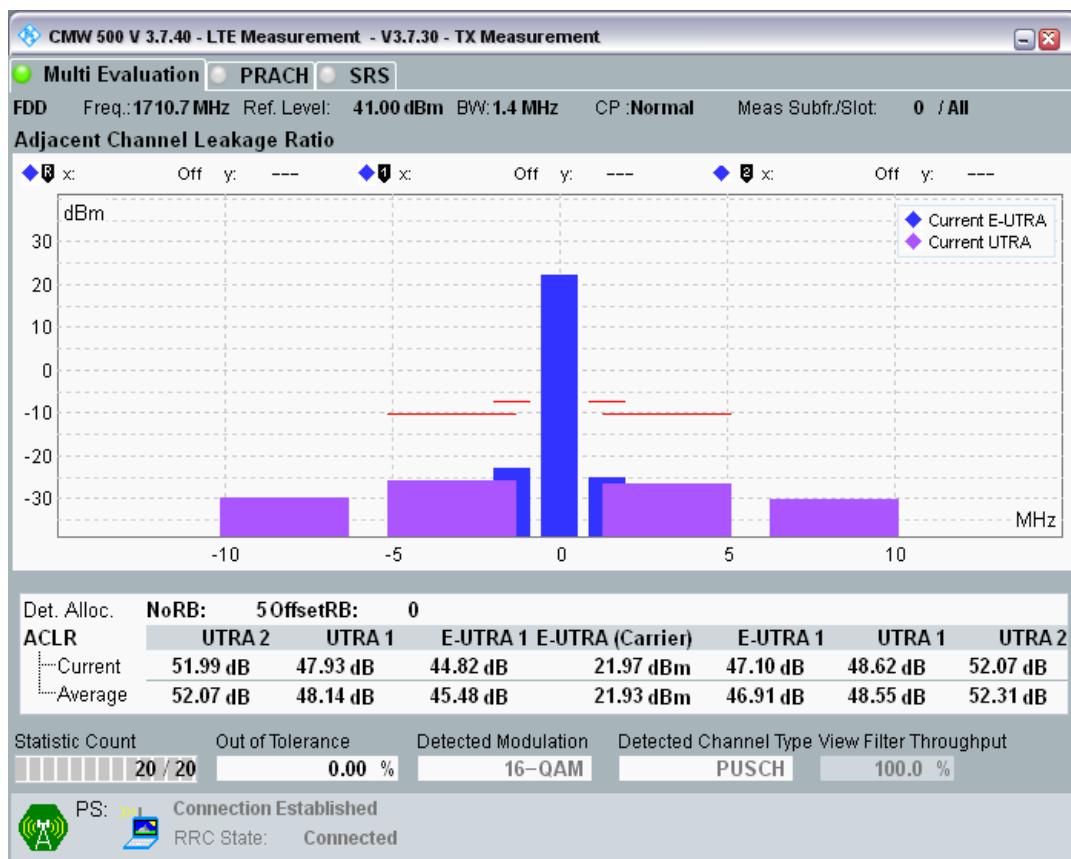 CMW 500 V 3.7.40 - LTE Measurement - V3.7.30 - TX Measurement
Multi Evaluation PRACH SRS
FDD Freq.: 1710.7 MHz Ref. Level: 41.00 dBm BW: 1.4 MHz CP :Normal Meas Subfr./Slot: 0 / All
Adjacent Channel Leakage Ratio
R x: Off y: --- 1 x: Off y: --- 2 x: Off y: ---
dBm
Current E-UTRA
Current UTRA
30
20
10
0
-10
-20
-30
MHz
-10 -5 0 5 10
Det. Alloc. NoRB: 5 OffsetRB: 0
ACLR UTRA 2 UTRA 1 E-UTRA 1 E-UTRA (Carrier) E-UTRA 1 UTRA 1 UTRA 2
Current 51.99 dB 47.93 dB 44.82 dB 21.97 dBm 47.10 dB 48.62 dB 52.07 dB
Average 52.07 dB 48.14 dB 45.48 dB 21.93 dBm 46.91 dB 48.55 dB 52.31 dB
Statistic Count Out of Tolerance Detected Modulation Detected Channel Type View Filter Throughput
20 / 20 0.00 % 16-QAM PUSCH 100.0 %
PS: Connection Established
RRC State: Connected